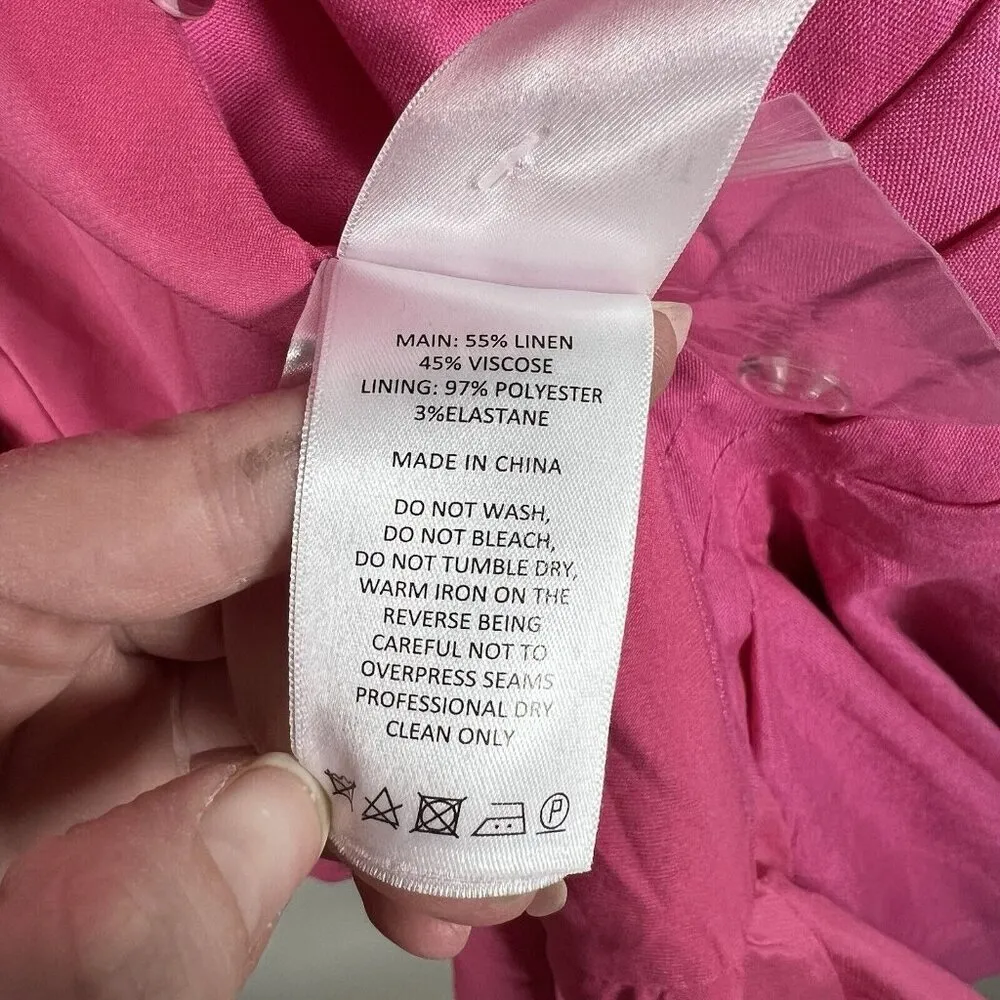 MAIN: 55% LINEN
45% VISCOSE
LINING: 97% POLYESTER
3%ELASTANE
MADE IN CHINA
DO NOT WASH,
DO NOT BLEACH,
DO NOT TUMBLE DRY,
WARM IRON ON THE
REVERSE BEING
CAREFUL NOT TO
OVERPRESS SEAMS
PROFESSIONAL DRY
CLEAN ONLY
P